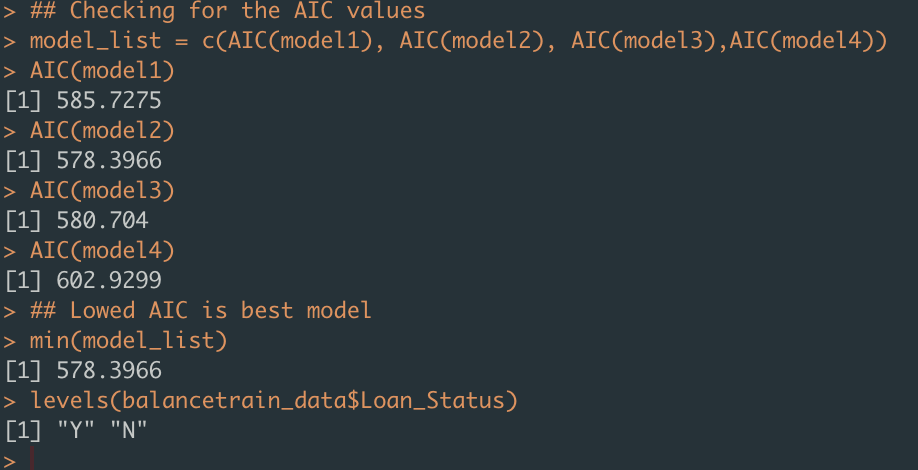 > ## Checking for the AIC values
> model_list = c(AIC(model1), AIC(model2), AIC(model3),AIC(model4))
> AIC(model1)
[1] 585.7275
> AIC(model2)
[1] 578.3966
> AIC(model3)
[1] 580.704
> AIC(model4)
[1] 602.9299
> ## Lowed AIC is best model
> min(model_list)
[1] 578.3966
> levels(balancetrain_data$Loan_Status)
[1] "Y" "N"
>